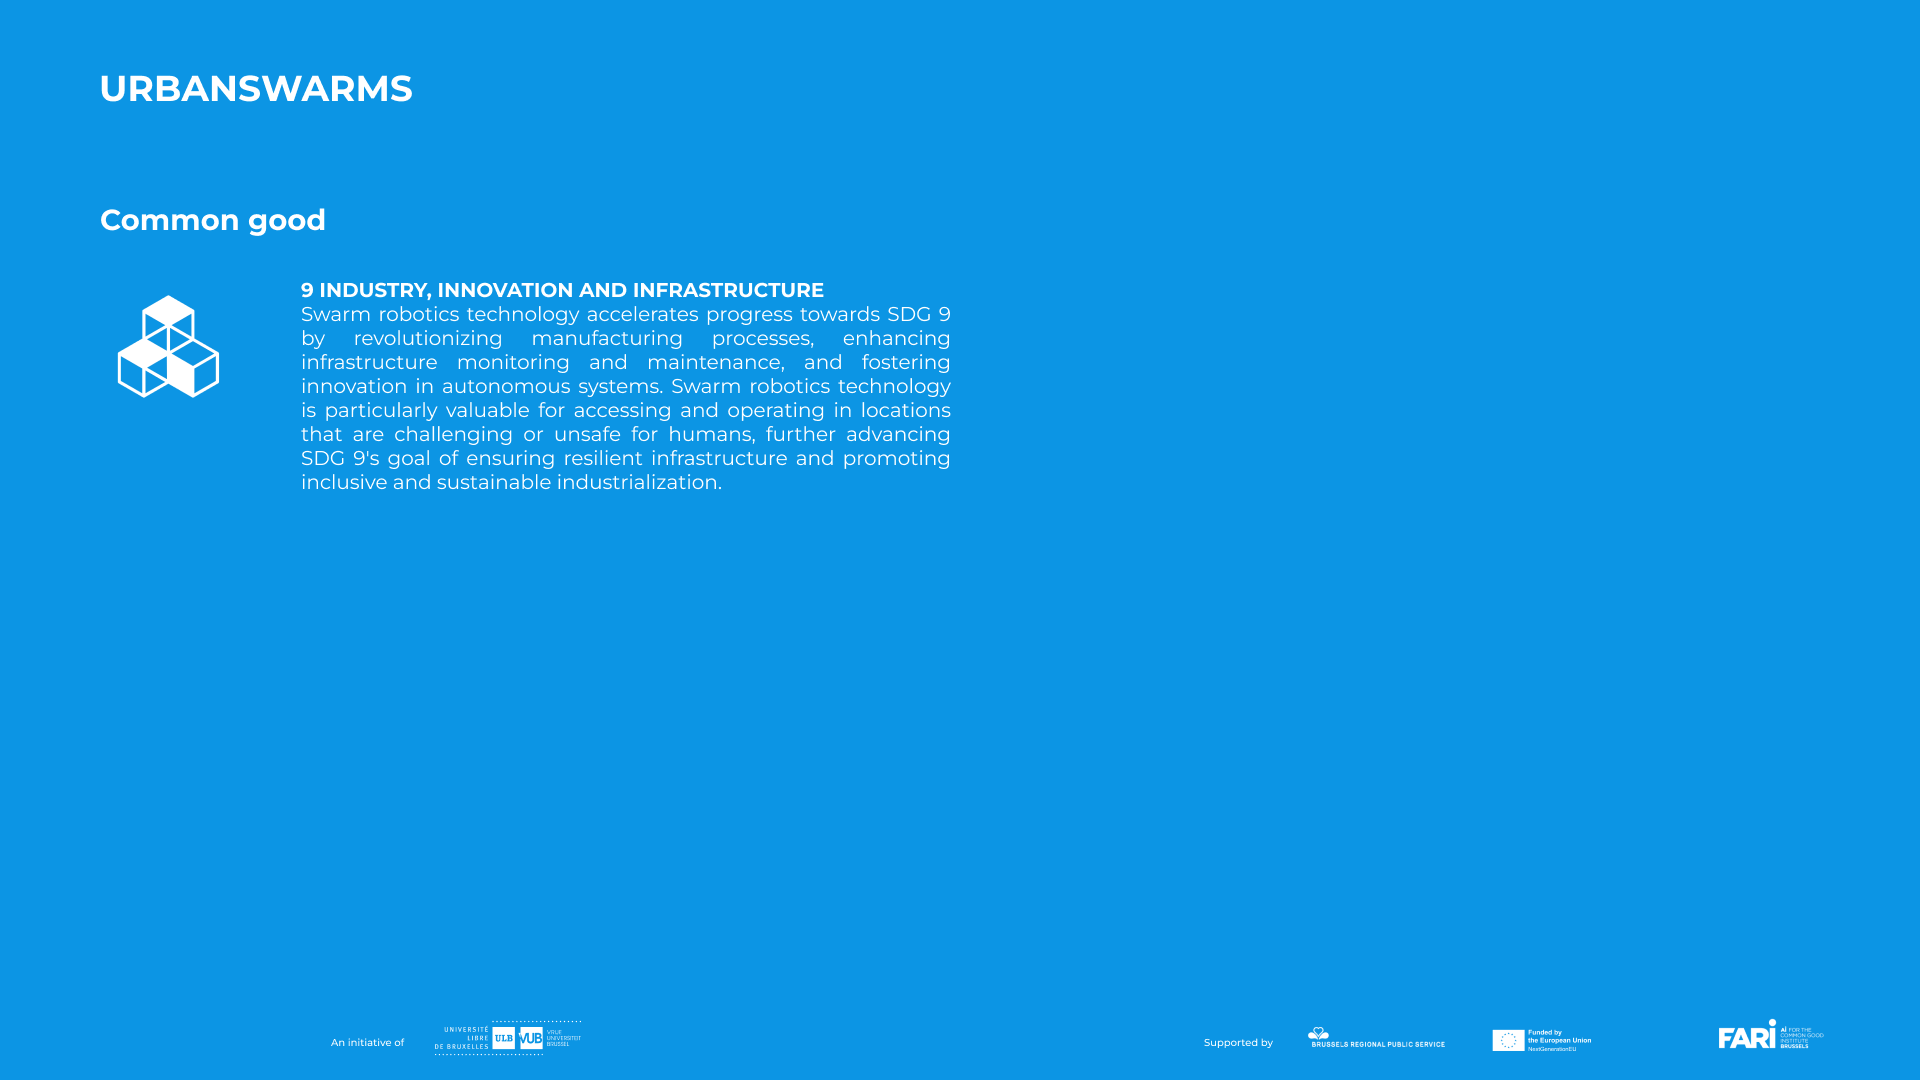 URBANSWARMS
Common good
9 INDUSTRY, INNOVATION AND INFRASTRUCTURE
Swarm robotics technology accelerates progress towards SDG 9
by revolutionizing manufacturing processes, enhancing
infrastructure monitoring and maintenance, and fostering
innovation in autonomous systems. Swarm robotics technology
is particularly valuable for accessing and operating in locations
that are challenging or unsafe for humans, further advancing
SDG 9's goal of ensuring resilient infrastructure and promoting
inclusive and sustainable industrialization.
An initiative of
UNIVERSITÉ
LIBRE
DE BRUXELLES
ULB
VUB
VRIJE
UNIVERSITEIT
BRUSSEL
Supported by
BRUSSELS REGIONAL PUBLIC SERVICE
Funded by
the European Union
NextGenerationEU
FARi
AI FOR THE
COMMON GOOD
INSTITUTE
BRUSSELS